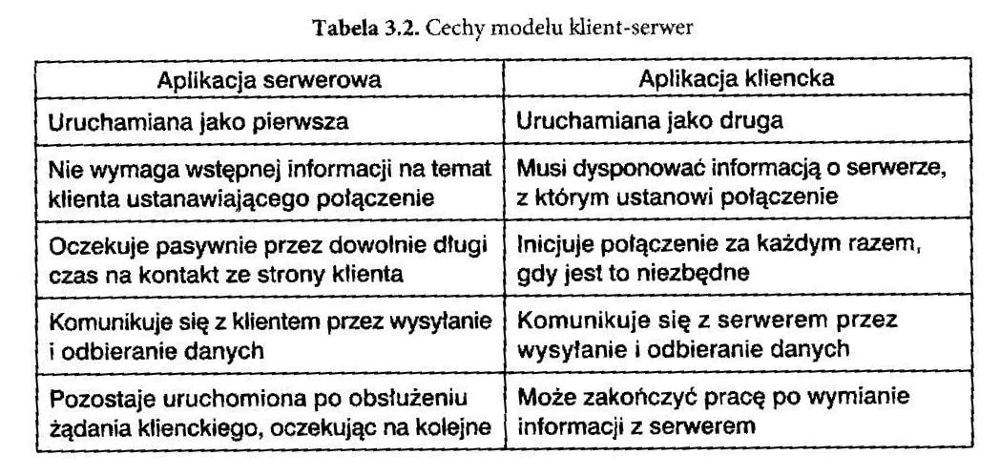 Tabela 3.2. Cechy modelu klient-serwer
Aplikacja serwerowa
Aplikacja kliencka
Uruchamiana jako pierwsza
Uruchamiana jako druga
Nie wymaga wstępnej informacji na temat
klienta ustanawiającego połączenie
Musi dysponować informacją o serwerze,
z którym ustanowi połączenie
Oczekuje pasywnie przez dowolnie długi
czas na kontakt ze strony klienta
Inicjuje połączenie za każdym razem,
gdy jest to niezbędne
Komunikuje się z klientem przez wysyłanie
i odbieranie danych
Komunikuje się z serwerem przez
wysyłanie i odbieranie danych
Pozostaje uruchomiona po obsłużeniu
żądania klienckiego, oczekując na kolejne
Może zakończyć pracę po wymianie
informacji z serwerem